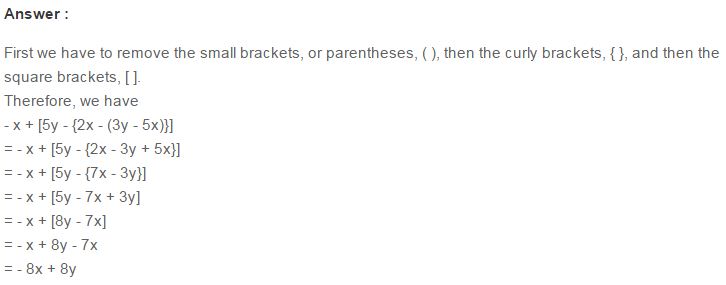 Answer :
First we have to remove the small brackets, or parentheses, ( ), then the curly brackets, { }, and then the
square brackets, [ ].
Therefore, we have
- x + [5y - {2x - (3y - 5x)}]
= - x + [5y - {2x - 3y + 5x}]
= - x + [5y - {7x - 3y}]
= - x + [5y - 7x + 3y]
= - x + [8y - 7x]
= - x + 8y - 7x
= - 8x + 8y